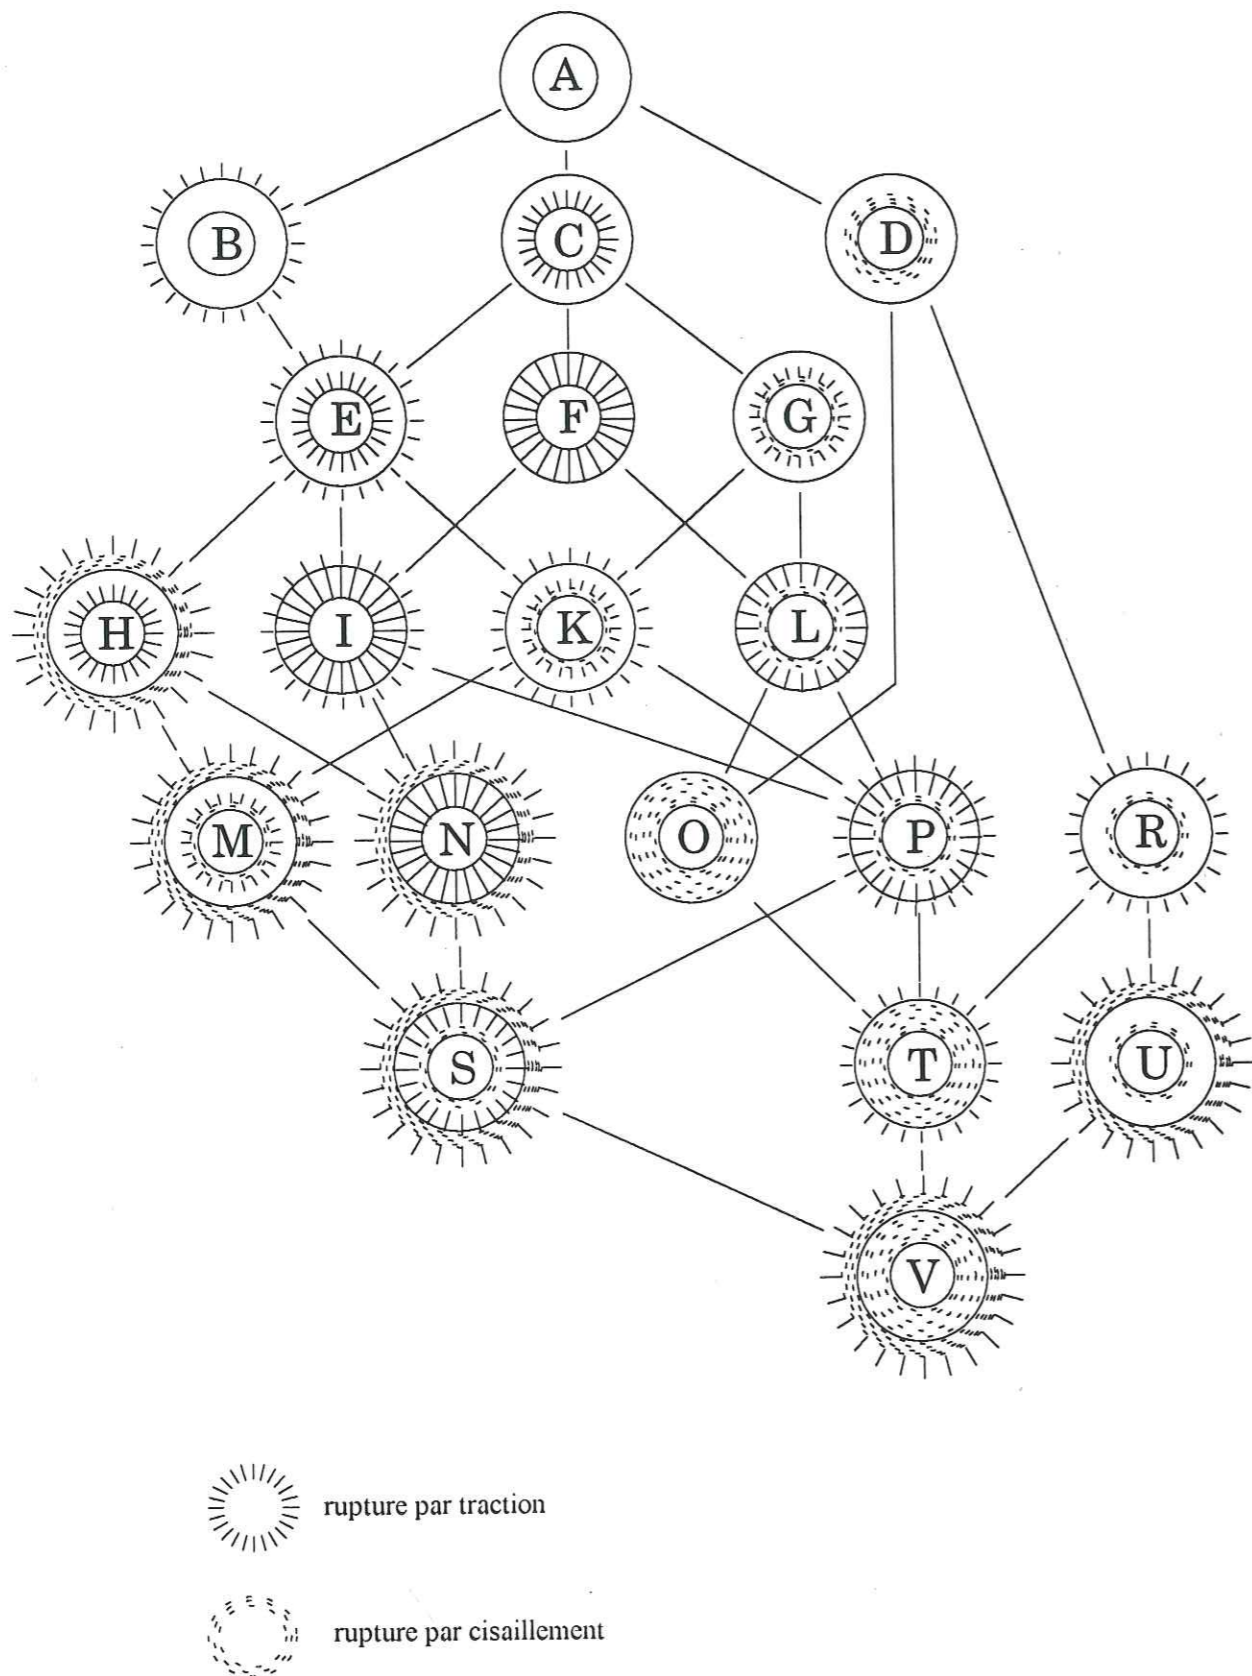 A
B C D
E F G
H I K L
M N O P R
S T U
V
rupture par traction
rupture par cisaillement